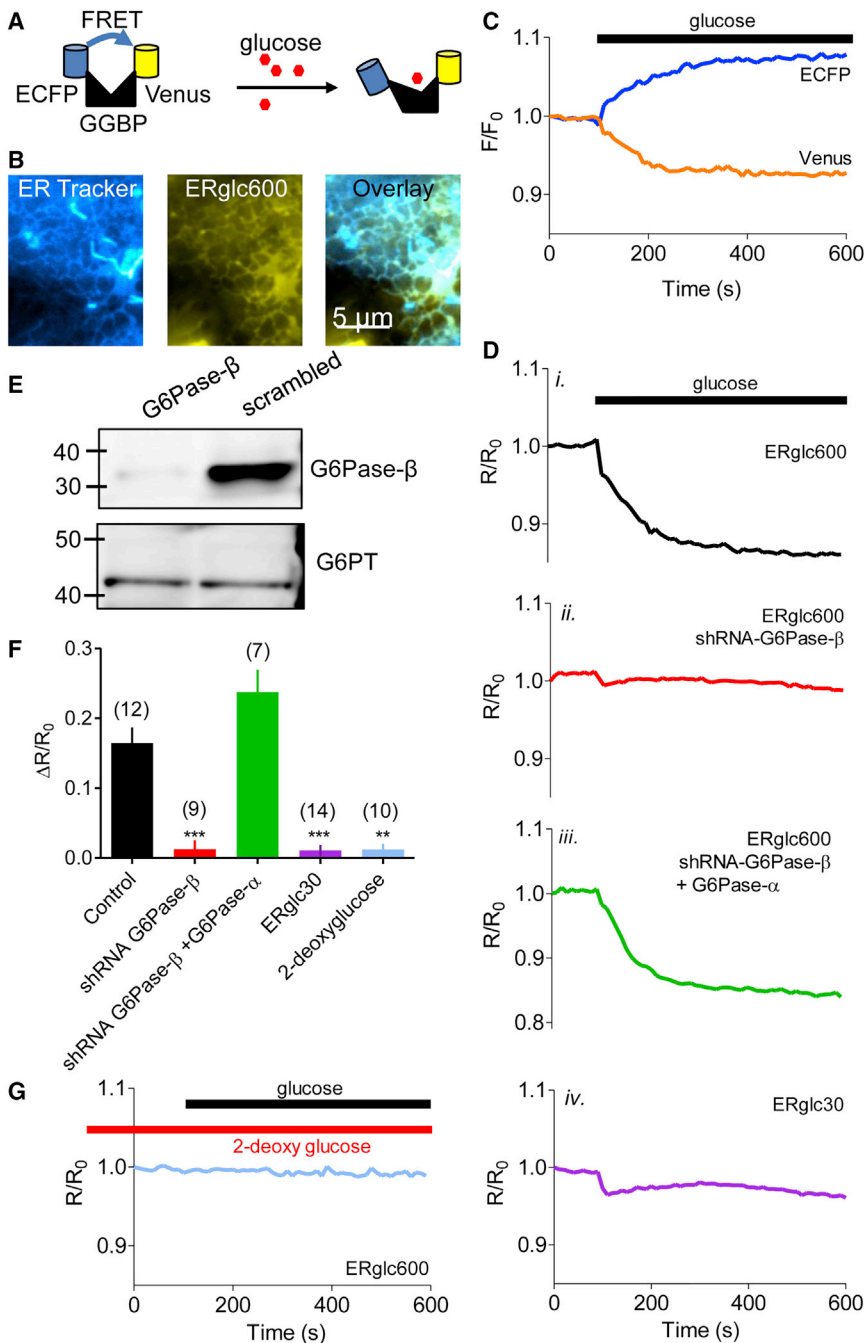 A
FRET
glucose
ECFP
Venus
GGBP
B
ER Tracker
ERglc600
Overlay
5 µm
C
glucose
1.1
1.0
0.9
F/F0
ECFP
Venus
0
200
400
600
Time (s)
D
i.
glucose
1.1
1.0
0.9
R/R0
ERglc600
ii.
ERglc600
shRNA-G6Pase-β
1.1
1.0
0.9
R/R0
iii.
ERglc600
shRNA-G6Pase-β
+ G6Pase-α
1.1
1.0
0.9
0.8
R/R0
iv.
ERglc30
1.1
1.0
0.9
R/R0
0
200
400
600
Time (s)
E
G6Pase-β
scrambled
40
30
G6Pase-β
50
40
G6PT
F
0.3
0.2
0.1
0.0
ΔR/R0
(12)
(9)
***
(7)
(14)
***
(10)
**
Control
shRNA G6Pase-β
shRNA G6Pase-β +G6Pase-α
ERglc30
2-deoxyglucose
G
1.1
1.0
0.9
R/R0
glucose
2-deoxy glucose
ERglc600
0
200
400
600
Time (s)